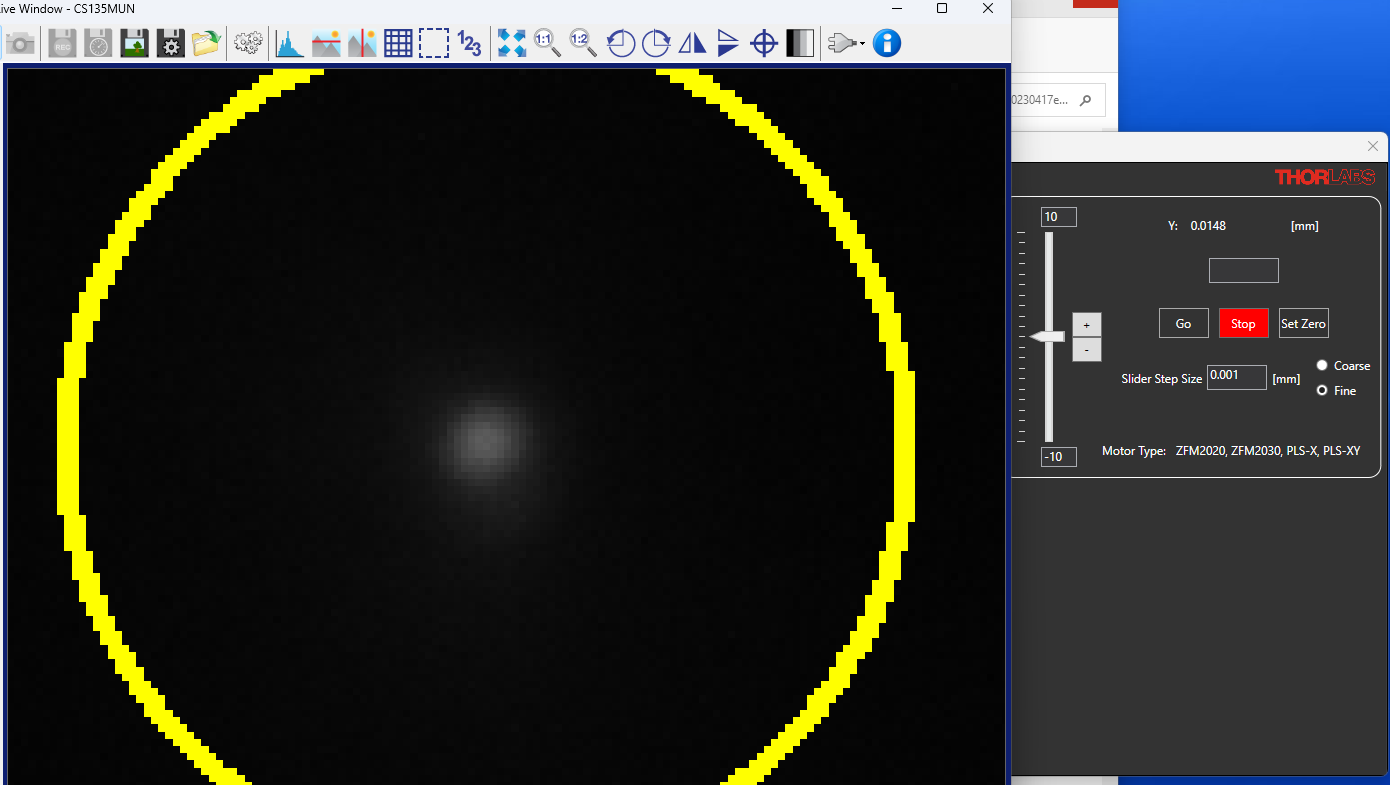 ive Window - CS135MUN
REC
1:1
1:2
123
0230417e...
THORLABS
10
Y: 0.0148 [mm]
+
-
Go
Stop
Set Zero
Slider Step Size 0.001 [mm]
Coarse
Fine
-10
Motor Type: ZFM2020, ZFM2030, PLS-X, PLS-XY